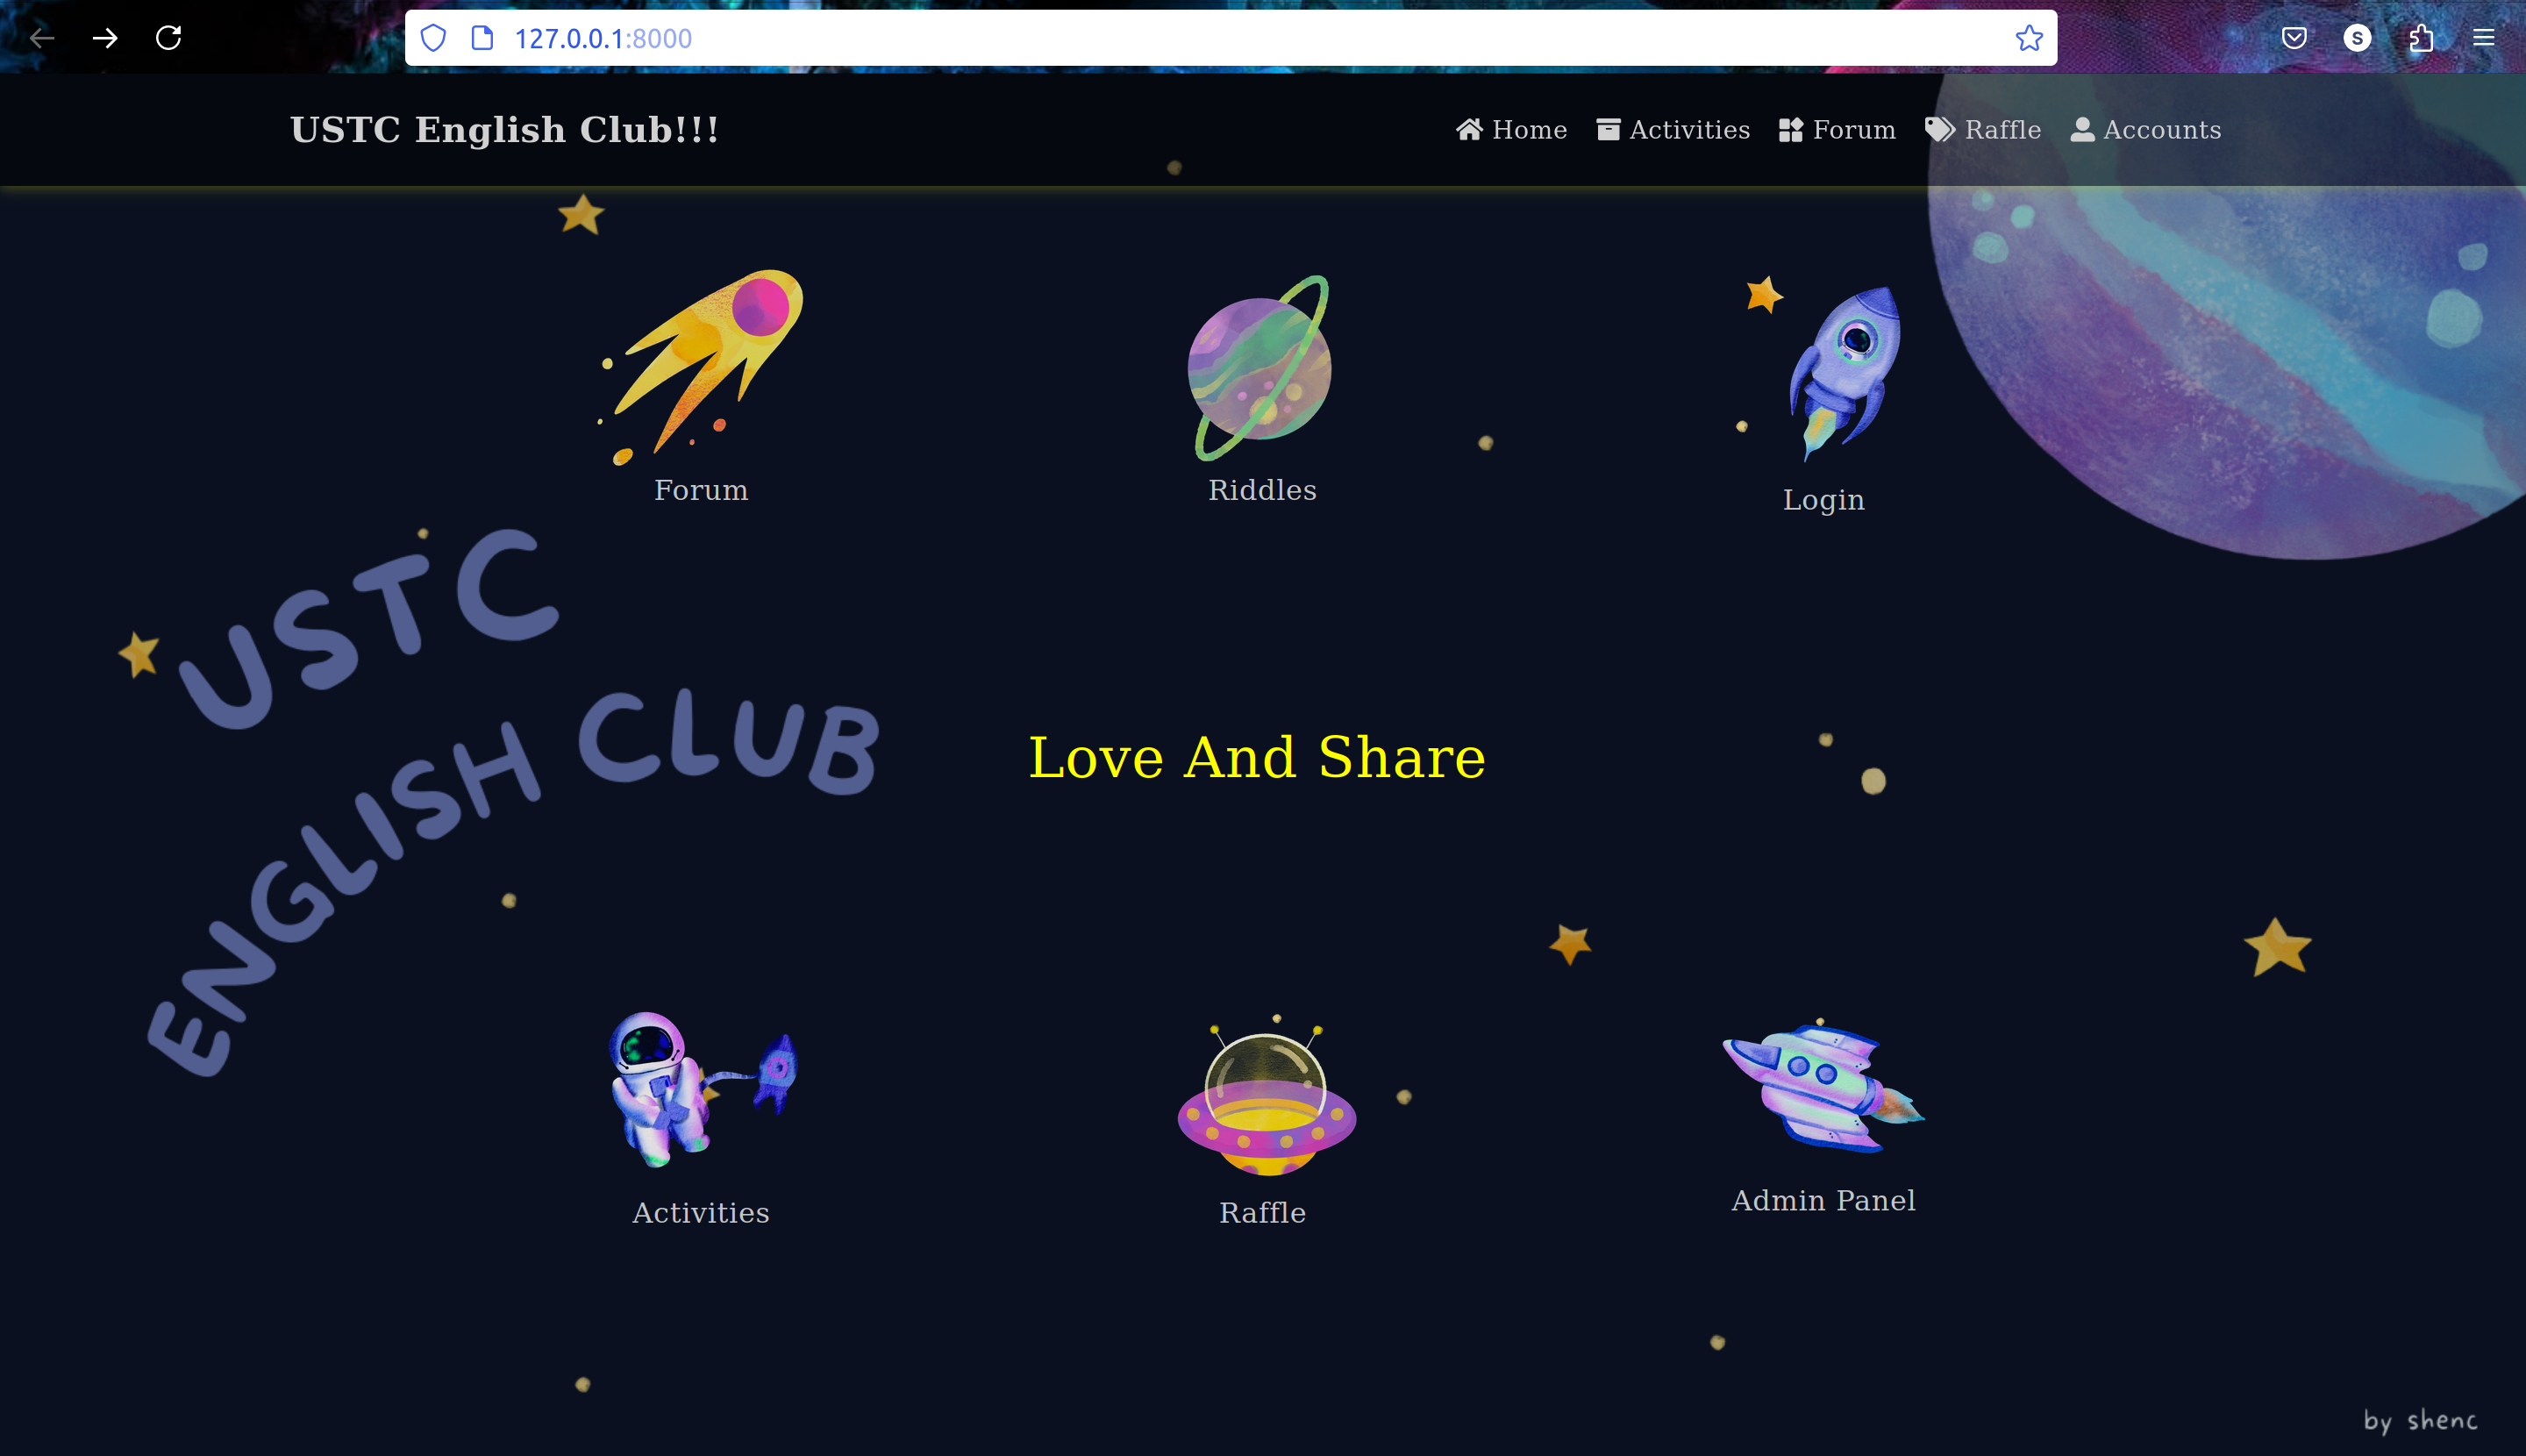 127.0.0.1:8000
S
USTC English Club!!!
Home Activities Forum Raffle Accounts
Forum Riddles Login
USTC
ENGLISH CLUB
Love And Share
Activities Raffle Admin Panel
by shenc